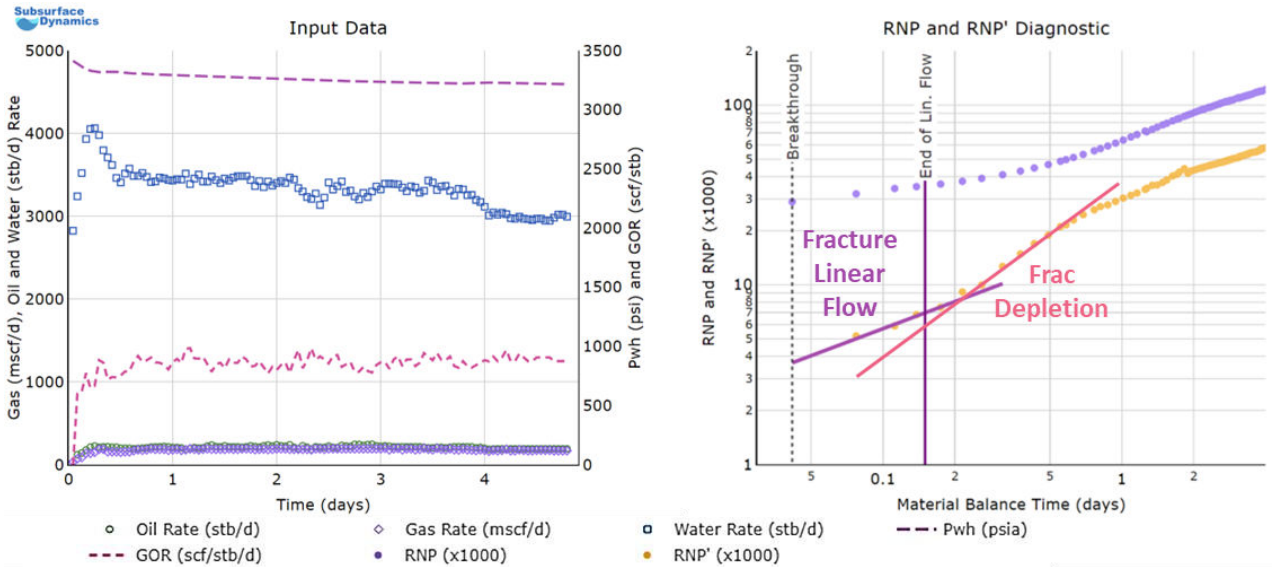 Subsurface
Dynamics
Input Data
RNP and RNP' Diagnostic
5000
4000
3000
2000
1000
0
Gas (mscf/d), Oil and Water (stb/d) Rate
3500
3000
2500
2000
1500
1000
500
0
Pwh (psi) and GOR (scf/stb)
0
1
2
3
4
Time (days)
2
100
8
7
6
5
4
3
2
10
8
7
6
5
4
3
2
1
RNP and RNP' (x1000)
Breakthrough
End of Lin. Flow
Fracture
Linear
Flow
Frac
Depletion
5
0.1
2
5
1
2
Material Balance Time (days)
Oil Rate (stb/d)
Gas Rate (mscf/d)
Water Rate (stb/d)
Pwh (psia)
GOR (scf/stb/d)
RNP (x1000)
RNP' (x1000)